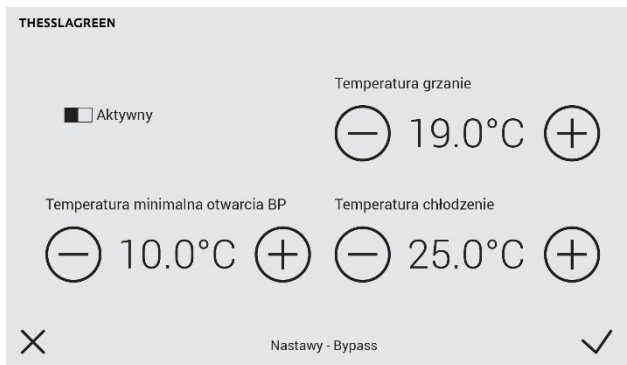 THESSLAGREEN
Temperatura grzanie
Aktywny
19.0°C
Temperatura minimalna otwarcia BP
Temperatura chłodzenie
10.0°C
25.0°C
Nastawy - Bypass